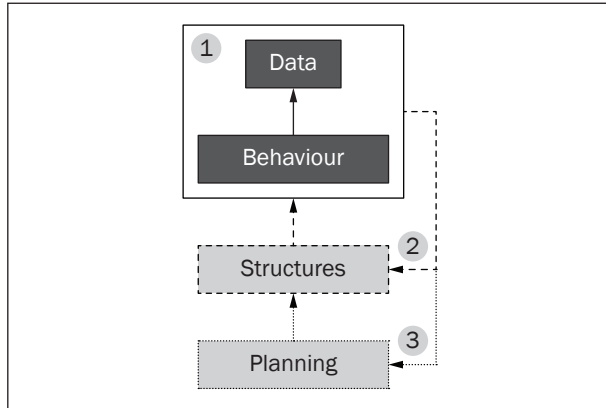 1
Data
Behaviour
2
Structures
3
Planning